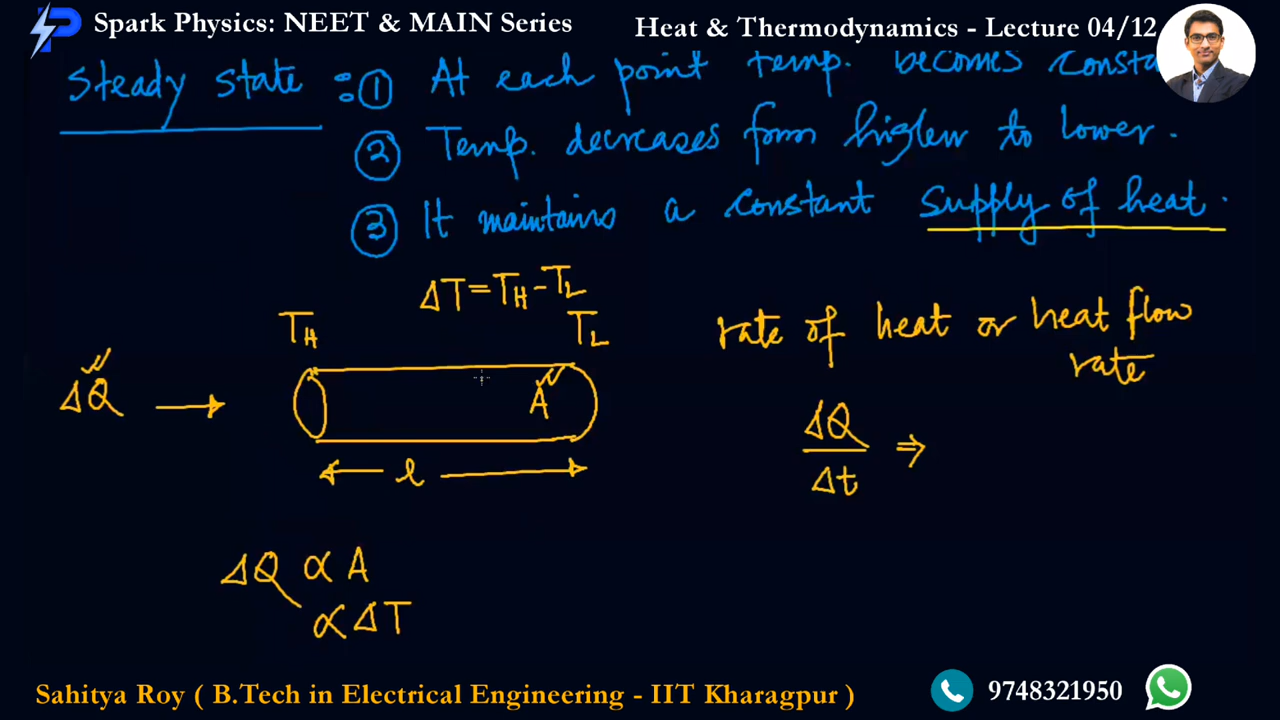 Spark Physics: NEET & MAIN Series
Heat & Thermodynamics - Lecture 04/12
Steady state :① At each point temp. becomes consta
② Temp. decreases form higher to lower.
③ It maintains a constant supply of heat.
ΔT = TH - TL
TH
TL
rate of heat or heat flow
rate
ΔQ →
A
l
ΔQ/Δt ⇒
ΔQ ∝ A
∝ ΔT
Sahitya Roy ( B.Tech in Electrical Engineering - IIT Kharagpur )
9748321950